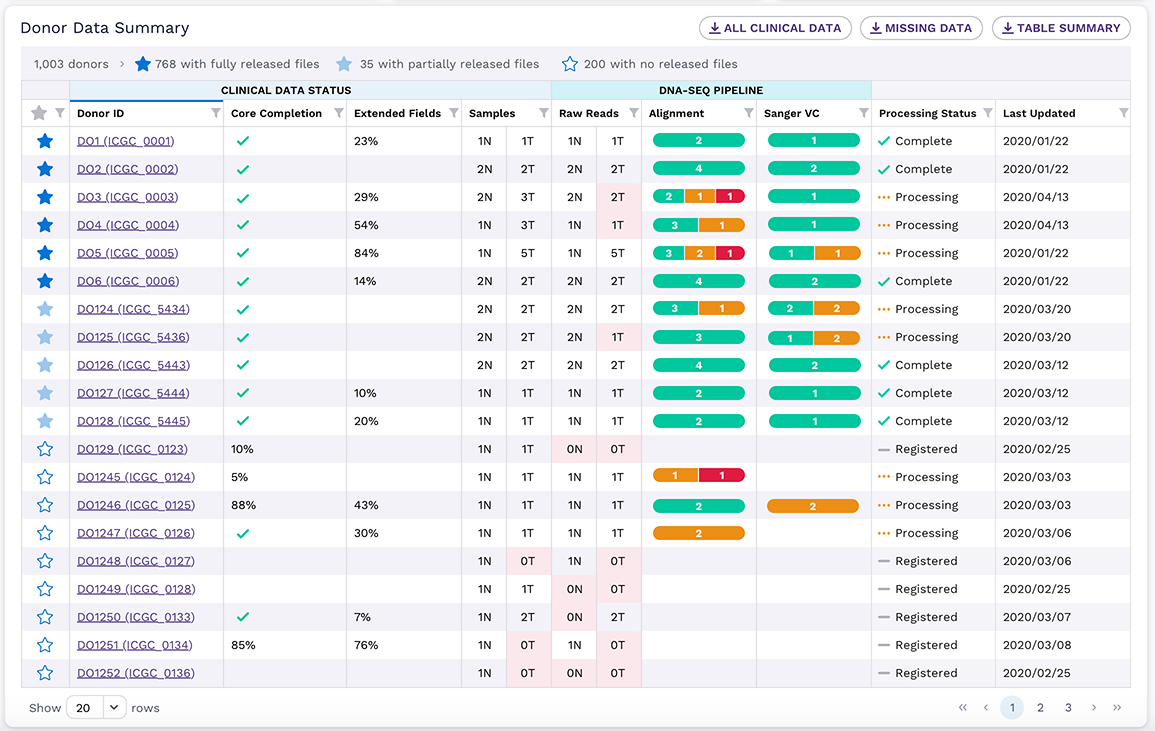 Donor Data Summary
ALL CLINICAL DATA MISSING DATA TABLE SUMMARY
1,003 donors > 768 with fully released files 35 with partially released files 200 with no released files
CLINICAL DATA STATUS DNA-SEQ PIPELINE
Donor ID Core Completion Extended Fields Samples Raw Reads Alignment Sanger VC Processing Status Last Updated
DO1 (ICGC_0001) 23% 1N 1T 1N 1T 2 1 Complete 2020/01/22
DO2 (ICGC_0002) 2N 2T 2N 2T 4 2 Complete 2020/01/22
DO3 (ICGC_0003) 29% 2N 3T 2N 2T 2 1 1 1 Processing 2020/04/13
DO4 (ICGC_0004) 54% 1N 3T 1N 1T 3 1 1 Processing 2020/04/13
DO5 (ICGC_0005) 84% 1N 5T 1N 5T 3 2 1 1 1 Processing 2020/01/22
DO6 (ICGC_0006) 14% 2N 2T 2N 2T 4 2 Complete 2020/01/22
DO124 (ICGC_5434) 2N 2T 2N 2T 3 1 2 2 Processing 2020/03/20
DO125 (ICGC_5436) 2N 2T 2N 1T 3 1 2 Processing 2020/03/20
DO126 (ICGC_5443) 2N 2T 2N 2T 4 2 Complete 2020/03/12
DO127 (ICGC_5444) 10% 1N 1T 1N 1T 2 1 Complete 2020/03/12
DO128 (ICGC_5445) 20% 1N 1T 1N 1T 2 1 Complete 2020/03/12
DO129 (ICGC_0123) 10% 1N 1T 0N 0T Registered 2020/02/25
DO1245 (ICGC_0124) 5% 1N 1T 1N 1T 1 1 Processing 2020/03/03
DO1246 (ICGC_0125) 88% 43% 1N 1T 1N 1T 2 2 Processing 2020/03/03
DO1247 (ICGC_0126) 30% 1N 1T 1N 1T 2 Processing 2020/03/06
DO1248 (ICGC_0127) 1N 0T 1N 0T Registered 2020/03/06
DO1249 (ICGC_0128) 1N 1T 0N 0T Registered 2020/02/25
DO1250 (ICGC_0133) 7% 1N 2T 0N 2T Registered 2020/03/07
DO1251 (ICGC_0134) 85% 76% 1N 0T 1N 0T Registered 2020/03/08
DO1252 (ICGC_0136) 1N 0T 0N 0T Registered 2020/02/25
Show 20 rows « ‹ 1 2 3 › »